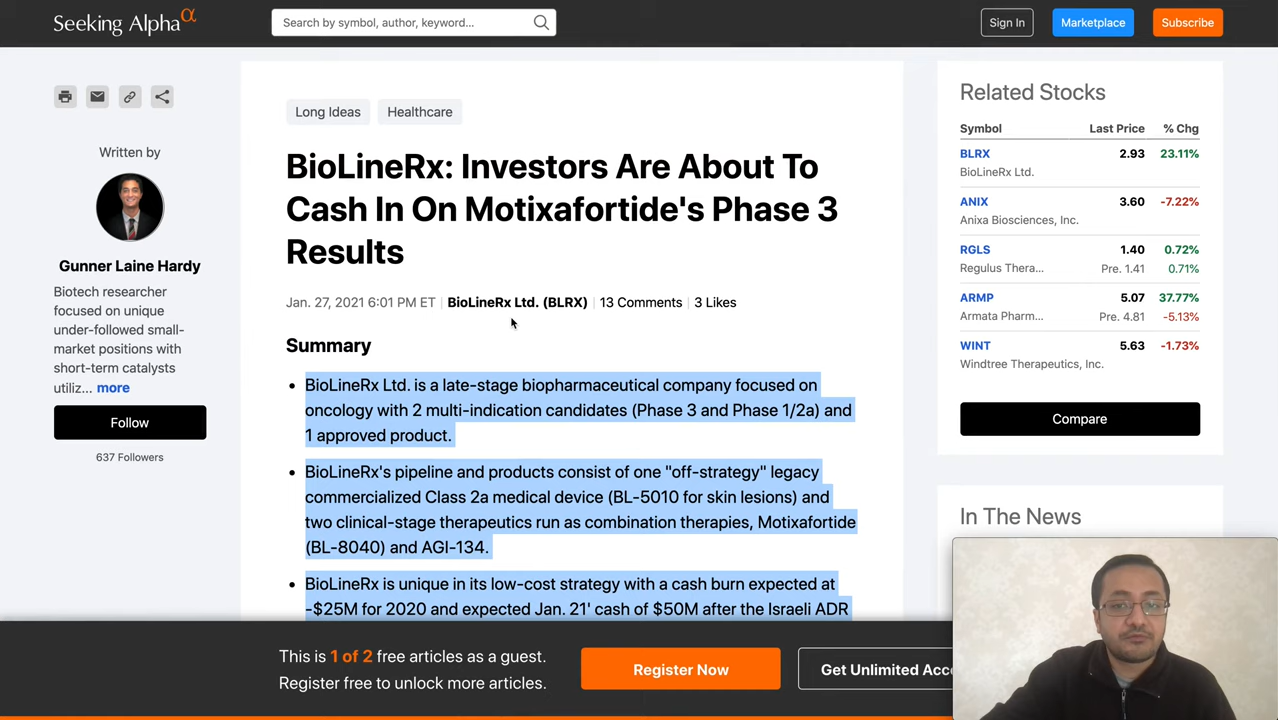 Seeking Alpha α
Search by symbol, author, keyword...
Sign In
Marketplace
Subscribe
Written by
Gunner Laine Hardy
Biotech researcher
focused on unique
under-followed small-
market positions with
short-term catalysts
utiliz... more
Follow
637 Followers
Long Ideas
Healthcare
BioLineRx: Investors Are About To
Cash In On Motixafortide's Phase 3
Results
Jan. 27, 2021 6:01 PM ET | BioLineRx Ltd. (BLRX) | 13 Comments | 3 Likes
Summary
• BioLineRx Ltd. is a late-stage biopharmaceutical company focused on
oncology with 2 multi-indication candidates (Phase 3 and Phase 1/2a) and
1 approved product.
• BioLineRx's pipeline and products consist of one "off-strategy" legacy
commercialized Class 2a medical device (BL-5010 for skin lesions) and
two clinical-stage therapeutics run as combination therapies, Motixafortide
(BL-8040) and AGI-134.
• BioLineRx is unique in its low-cost strategy with a cash burn expected at
-$25M for 2020 and expected Jan. 21' cash of $50M after the Israeli ADR
Related Stocks
Symbol Last Price % Chg
BLRX 2.93 23.11%
BioLineRx Ltd.
ANIX 3.60 -7.22%
Anixa Biosciences, Inc.
RGLS 1.40 0.72%
Regulus Thera... Pre. 1.41 0.71%
ARMP 5.07 37.77%
Armata Pharm... Pre. 4.81 -5.13%
WINT 5.63 -1.73%
Windtree Therapeutics, Inc.
Compare
In The News
This is 1 of 2 free articles as a guest.
Register free to unlock more articles.
Register Now
Get Unlimited Acce